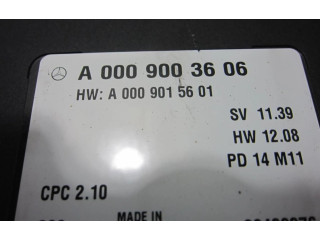 A 000 900 36 06
HW: A 000 901 56 01
SV 11.39
HW 12.08
PD 14 M11
CPC 2.10
MADE IN